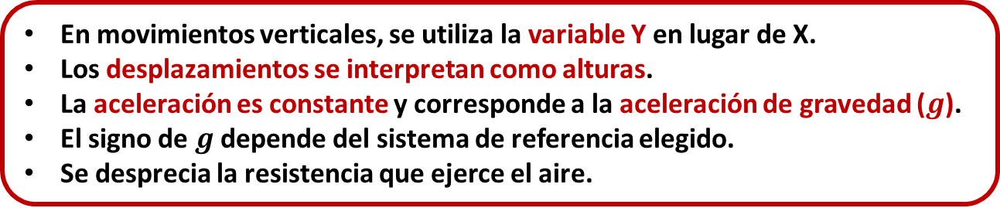 • En movimientos verticales, se utiliza la variable Y en lugar de X.
• Los desplazamientos se interpretan como alturas.
• La aceleración es constante y corresponde a la aceleración de gravedad (g).
• El signo de g depende del sistema de referencia elegido.
• Se desprecia la resistencia que ejerce el aire.